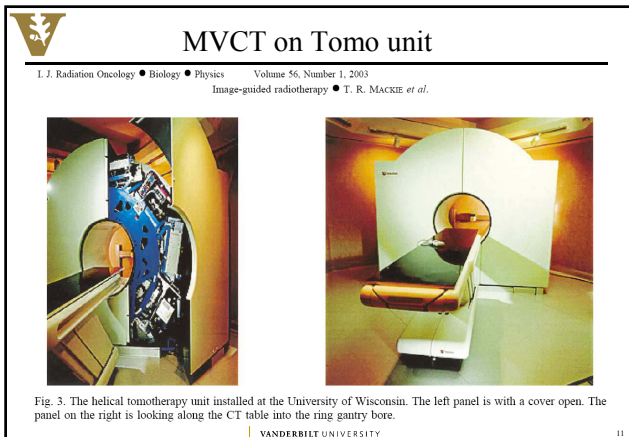 MVCT on Tomo unit
I. J. Radiation Oncology ● Biology ● Physics Volume 56, Number 1, 2003
Image-guided radiotherapy ● T. R. MACKIE et al.
Fig. 3. The helical tomotherapy unit installed at the University of Wisconsin. The left panel is with a cover open. The
panel on the right is looking along the CT table into the ring gantry bore.
VANDERBILT UNIVERSITY
11